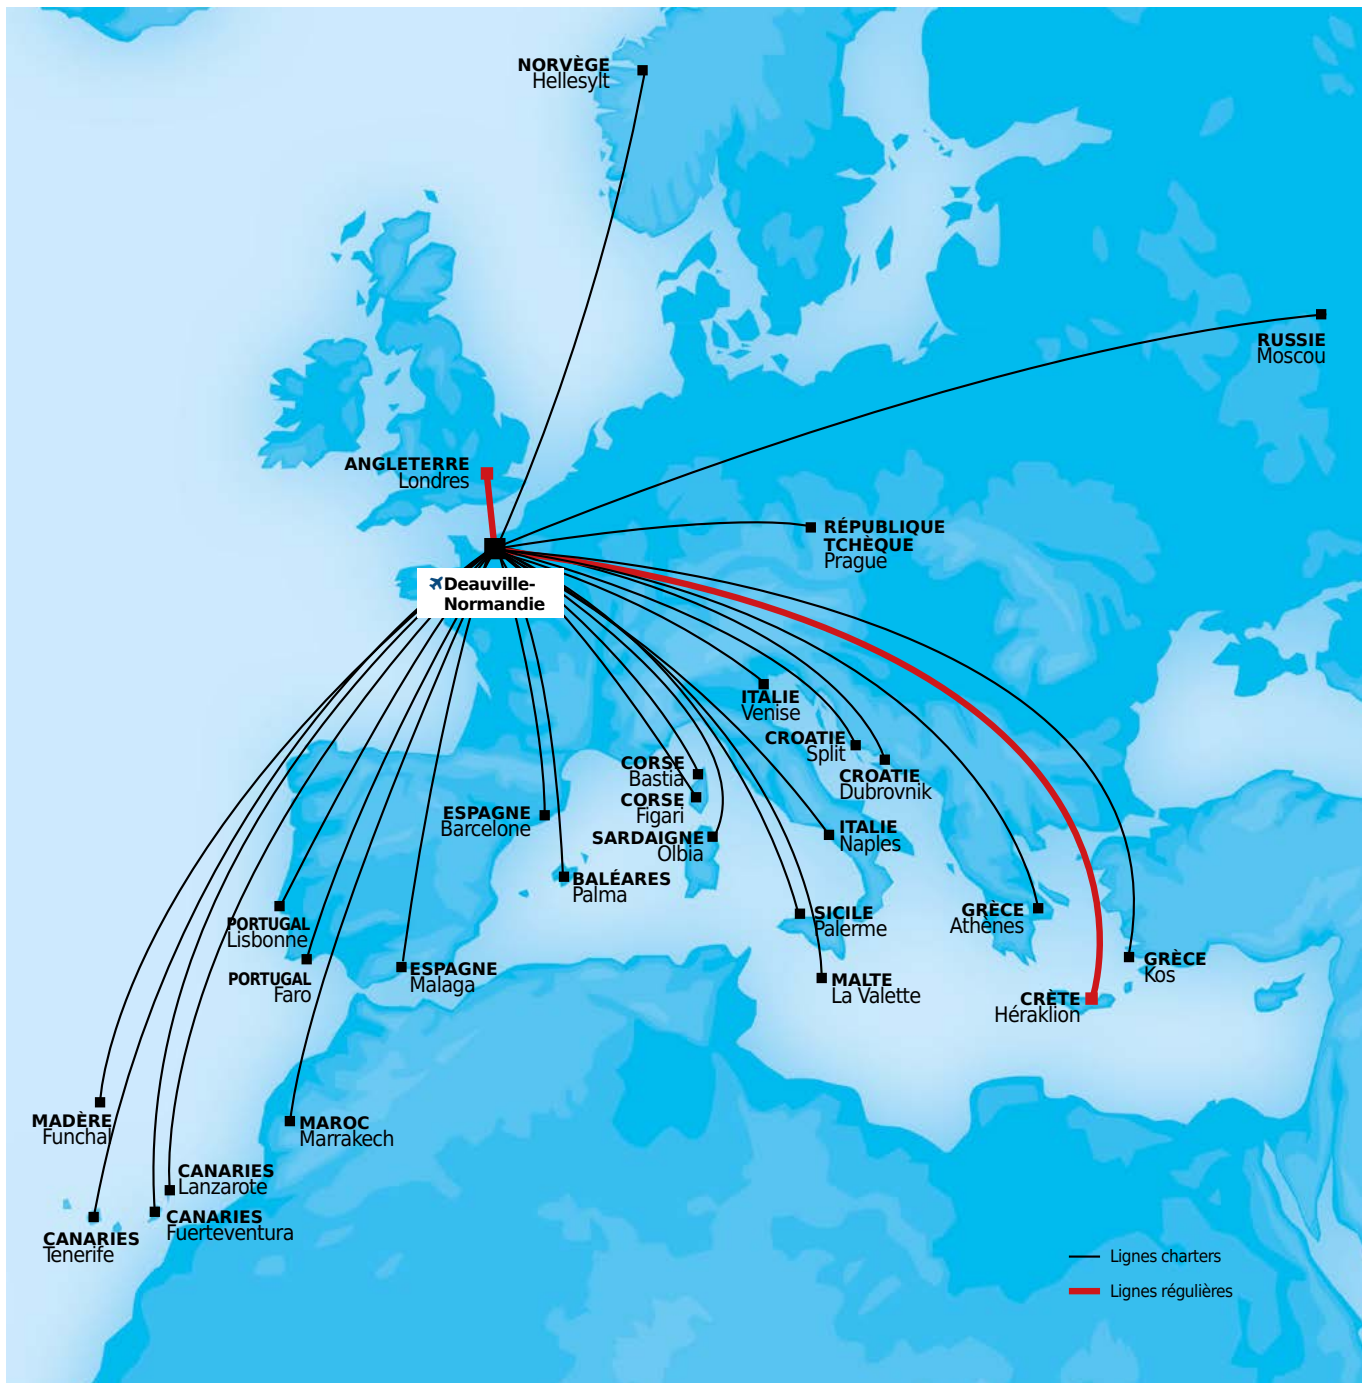 NORVÈGE
Hellesylt
RUSSIE
Moscou
ANGLETERRE
Londres
RÉPUBLIQUE
TCHÈQUE
Prague
Deauville-
Normandie
ITALIE
Venise
CROATIE
Split
CORSE
Bastia
CROATIE
Dubrovnik
CORSE
Figari
ESPAGNE
Barcelone
SARDAIGNE
Olbia
ITALIE
Naples
BALÉARES
Palma
PORTUGAL
Lisbonne
SICILE
Palerme
GRÈCE
Athènes
PORTUGAL
Faro
ESPAGNE
Malaga
MALTE
La Valette
GRÈCE
Kos
CRÈTE
Héraklion
MADÈRE
Funchal
MAROC
Marrakech
CANARIES
Lanzarote
CANARIES
Fuerteventura
CANARIES
Tenerife
Lignes charters
Lignes régulières